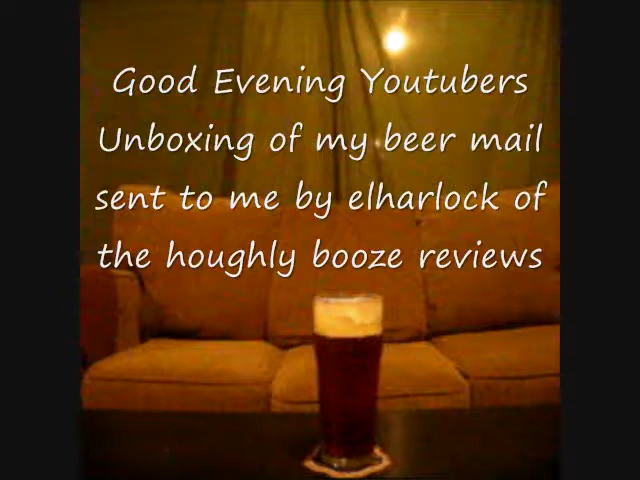 Good Evening Youtubers
Unboxing of my beer mail
sent to me by elharlock of
the houghly booze reviews